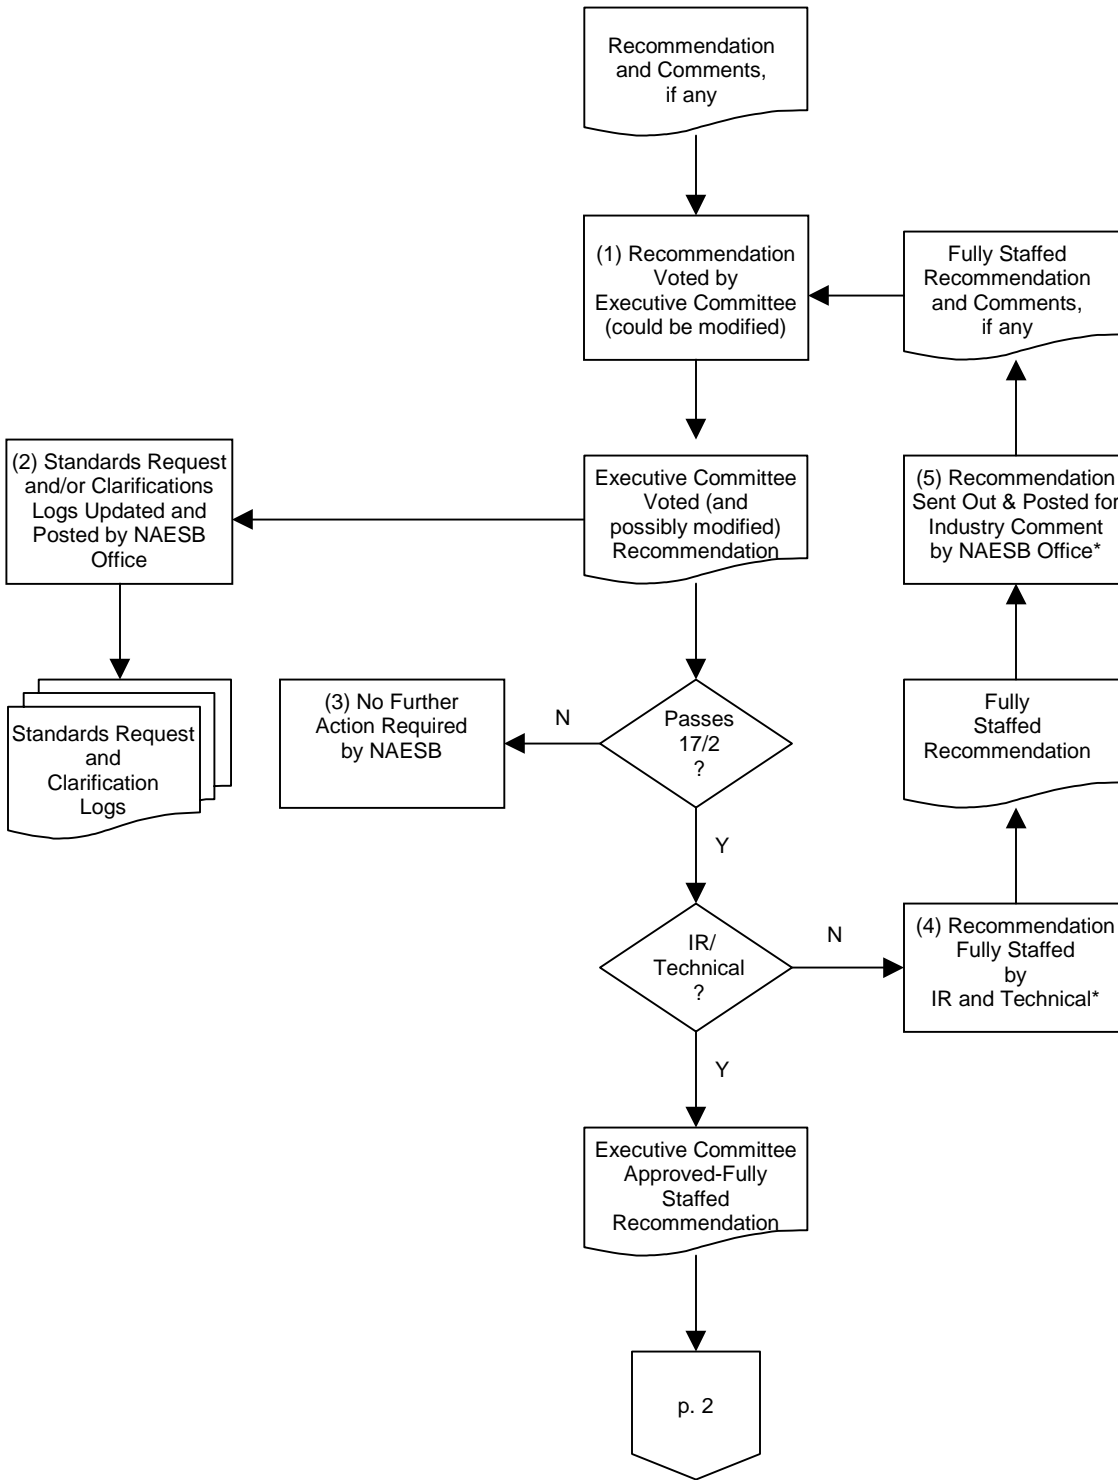 Recommendation
and Comments,
if any
(1) Recommendation
Voted by
Executive Committee
(could be modified)
Fully Staffed
Recommendation
and Comments,
if any
(2) Standards Request
and/or Clarifications
Logs Updated and
Posted by NAESB
Office
Executive Committee
Voted (and
possibly modified)
Recommendation
(5) Recommendation
Sent Out & Posted for
Industry Comment
by NAESB Office*
Standards Request
and
Clarification
Logs
(3) No Further
Action Required
by NAESB
N
Passes
17/2
?
Fully
Staffed
Recommendation
Y
IR/
Technical
?
N
(4) Recommendation
Fully Staffed
by
IR and Technical*
Y
Executive Committee
Approved-Fully
Staffed
Recommendation
p. 2